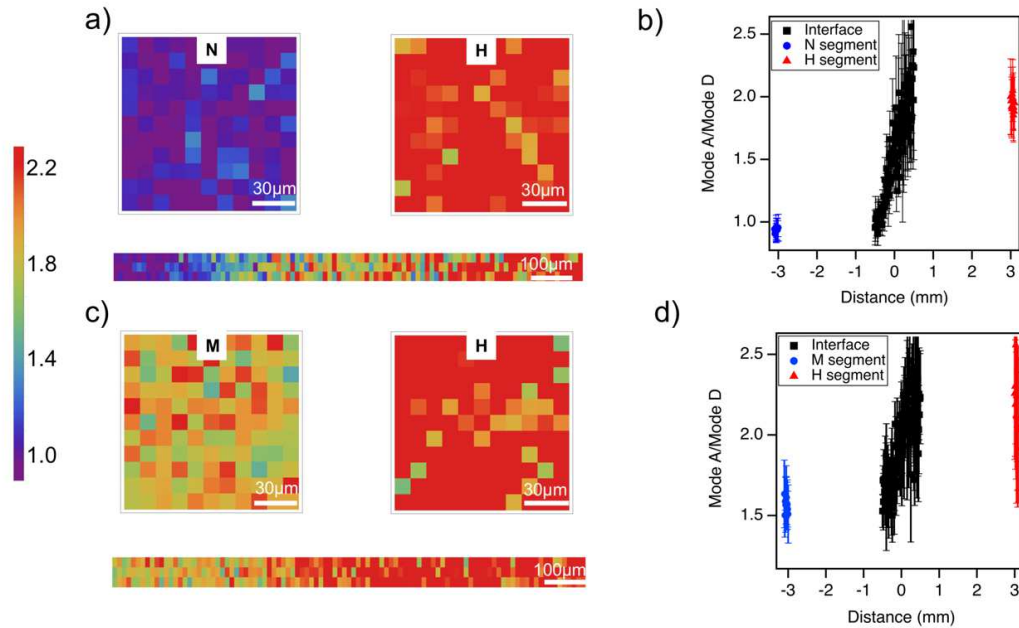 a)
N
30µm
H
30µm
100µm
2.2
1.8
1.4
1.0
c)
M
30µm
H
30µm
100µm
b)
2.5
2.0
1.5
1.0
Mode A/Mode D
Interface
N segment
H segment
-3 -2 -1 0 1 2 3
Distance (mm)
d)
2.5
2.0
1.5
Mode A/Mode D
Interface
M segment
H segment
-3 -2 -1 0 1 2 3
Distance (mm)